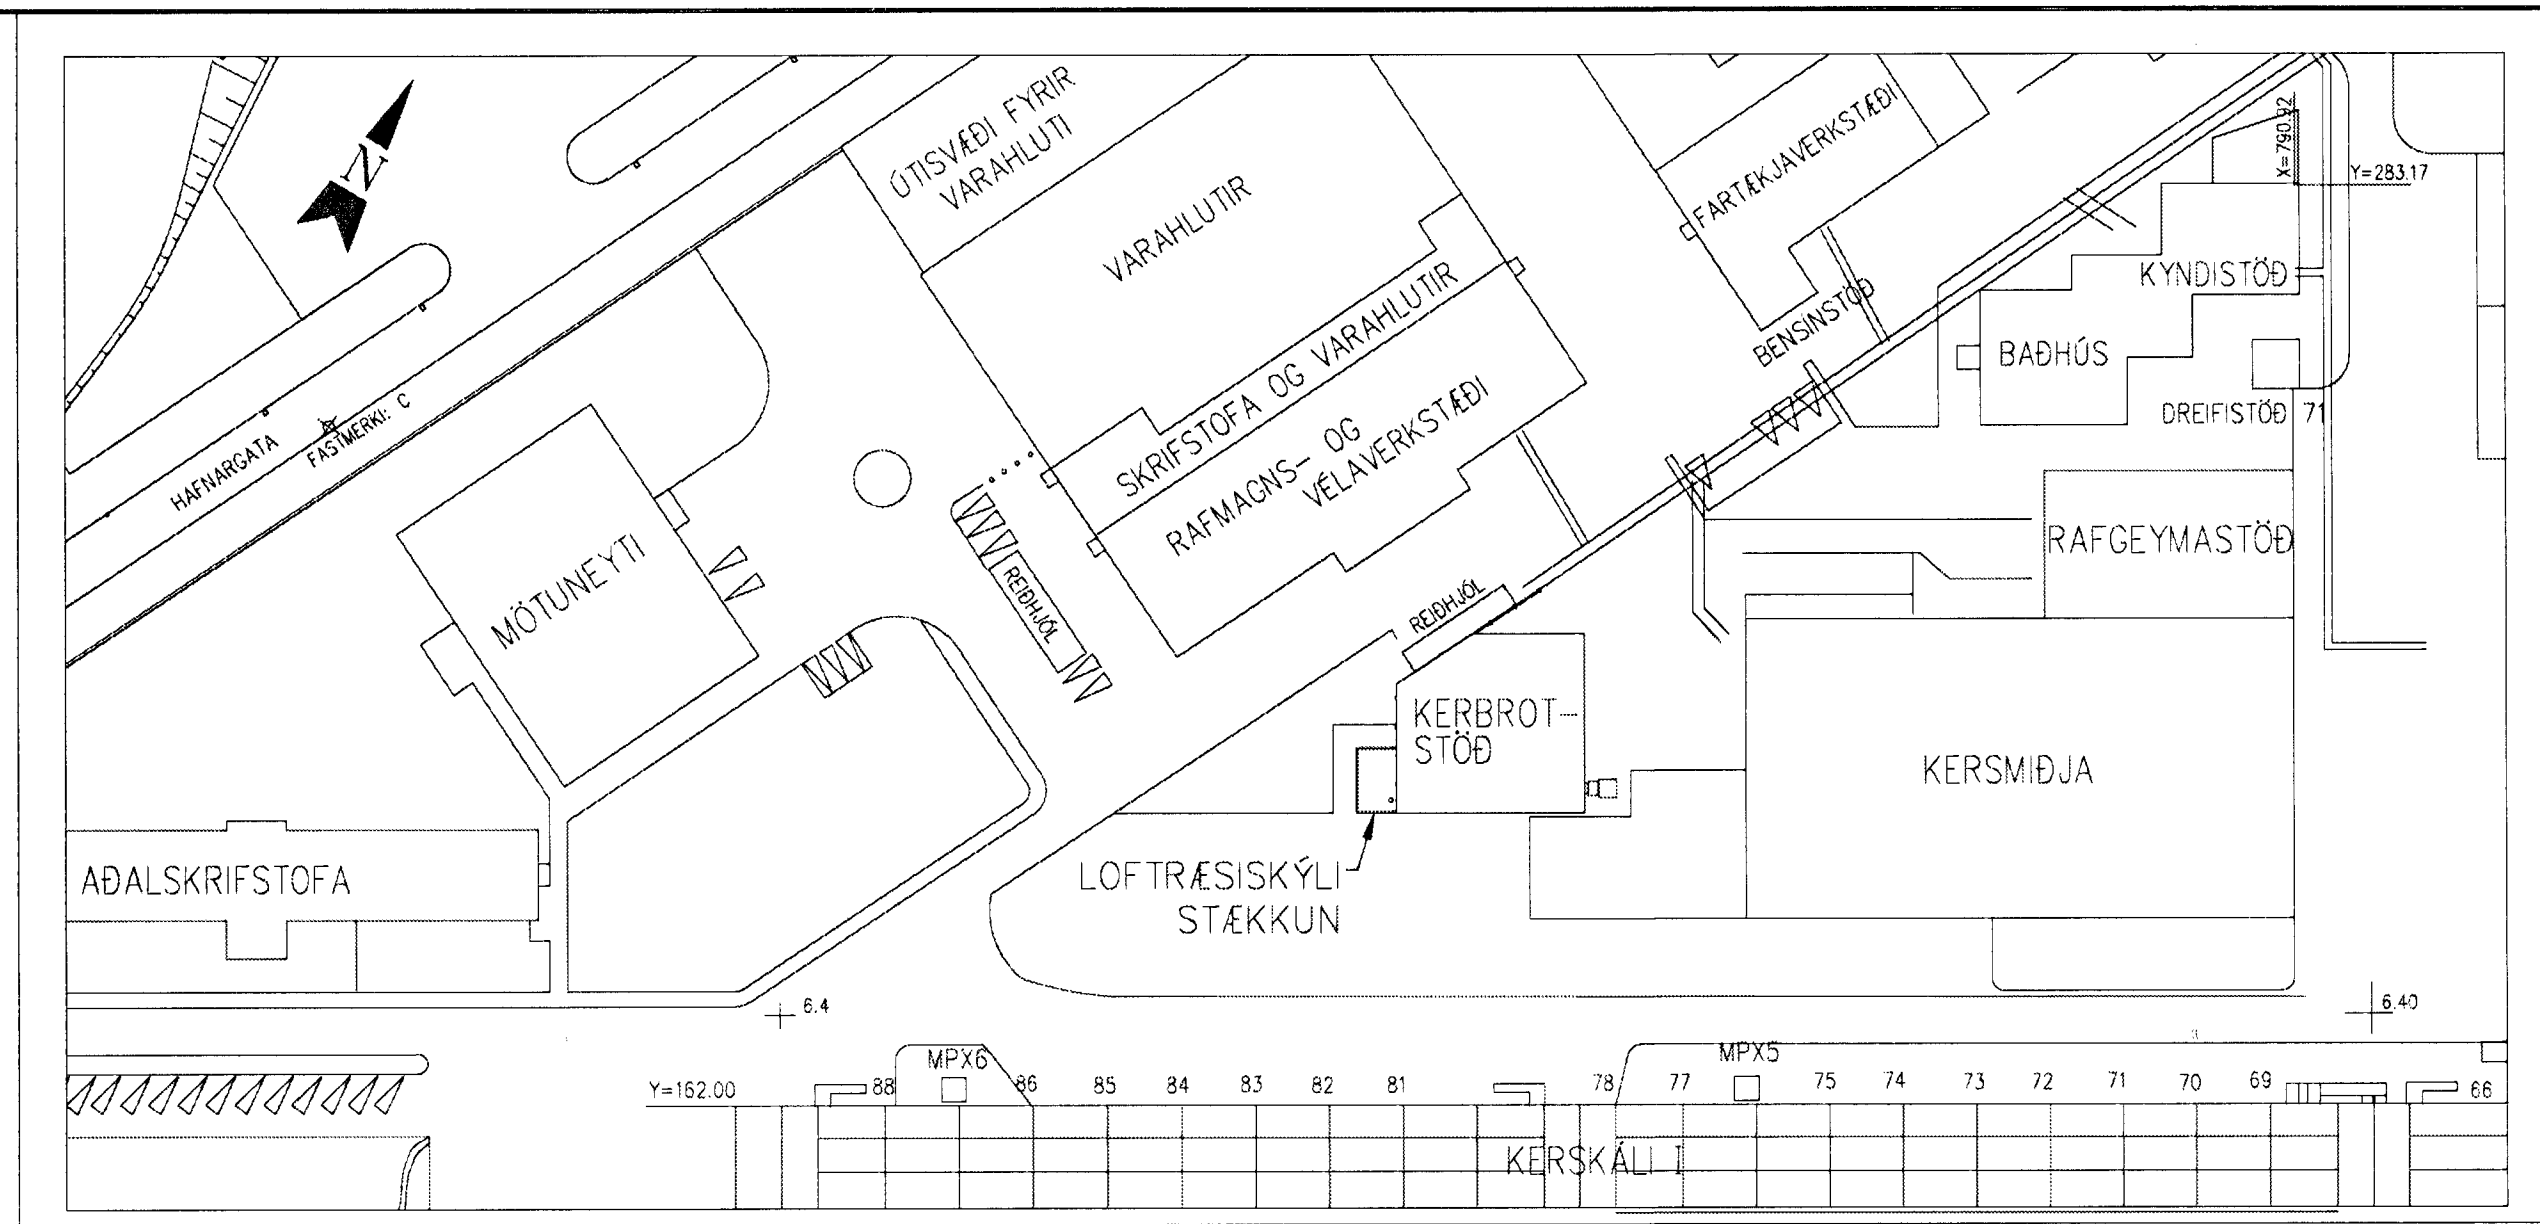 ÚTISVÆÐI FYRIR
VARAHLUTI
N
VARAHLUTIR
FARTÆKJAVERKSTÆÐI
X=790.92
Y=283.17
KYNDISTÖÐ
BENSÍNSTÖÐ
BAÐHÚS
SKRIFSTOFA OG VARAHLUTIR
DREIFISTÖÐ 71
HAFNARGATA
FASTMERKI: C
RAFMAGNS- OG
VÉLAVERKSTÆÐI
RAFGEYMASTÖÐ
MÖTUNEYTI
REIÐHJÓL
REIÐHJÓL
KERBROT-
STÖÐ
KERSMIÐJA
AÐALSKRIFSTOFA
LOFTRÆSISKÝLI
STÆKKUN
6.4
6.40
MPX6
MPX5
Y=162.00
88 86 85 84 83 82 81 78 77 75 74 73 72 71 70 69 66
KERSKÁLI I